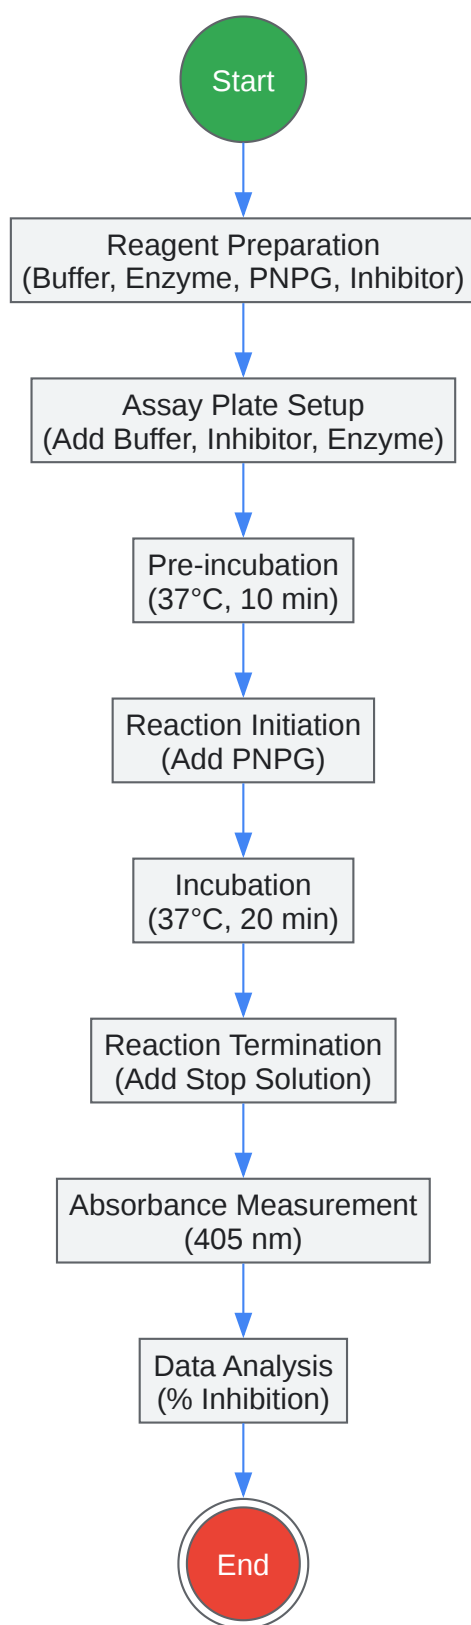 Start
Reagent Preparation
(Buffer, Enzyme, PNPG, Inhibitor)
Assay Plate Setup
(Add Buffer, Inhibitor, Enzyme)
Pre-incubation
(37°C, 10 min)
Reaction Initiation
(Add PNPG)
Incubation
(37°C, 20 min)
Reaction Termination
(Add Stop Solution)
Absorbance Measurement
(405 nm)
Data Analysis
(% Inhibition)
End